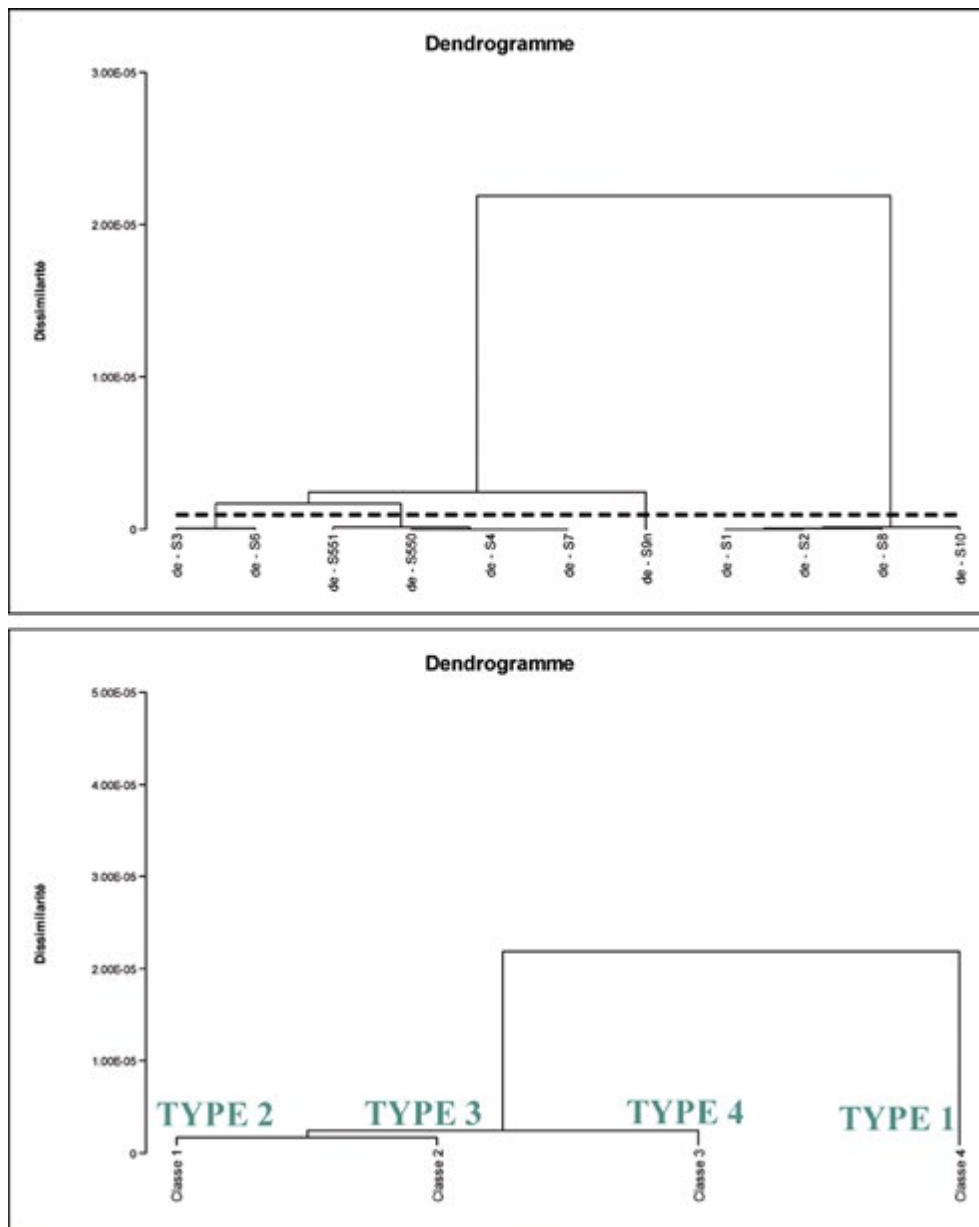 Dendrogramme
3.00E-05
2.00E-05
1.00E-05
0
Dissimilarité
de - S3
de - S6
de - S551
de - S550
de - S4
de - S7
de - S9n
de - S1
de - S2
de - S8
de - S10
Dendrogramme
5.00E-05
4.00E-05
3.00E-05
2.00E-05
1.00E-05
0
Dissimilarité
TYPE 2 TYPE 3 TYPE 4 TYPE 1
Classe 1
Classe 2
Classe 3
Classe 4